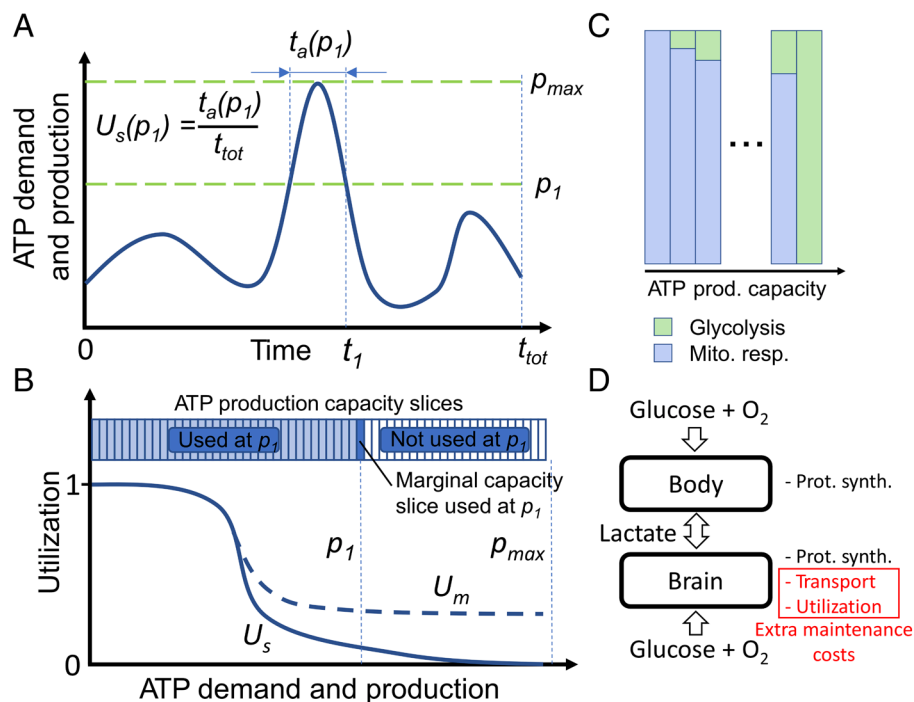 A
ATP demand
and production
t_a(p_1)
U_s(p_1) = t_a(p_1)
t_tot
p_max
p_1
0
Time
t_1
t_tot
B
ATP production capacity slices
Used at p_1
Not used at p_1
Marginal capacity
slice used at p_1
Utilization
1
0
p_1
p_max
U_m
U_s
ATP demand and production
C
...
ATP prod. capacity
Glycolysis
Mito. resp.
D
Glucose + O_2
Body
- Prot. synth.
Lactate
Brain
- Prot. synth.
- Transport
- Utilization
Extra maintenance
costs
Glucose + O_2